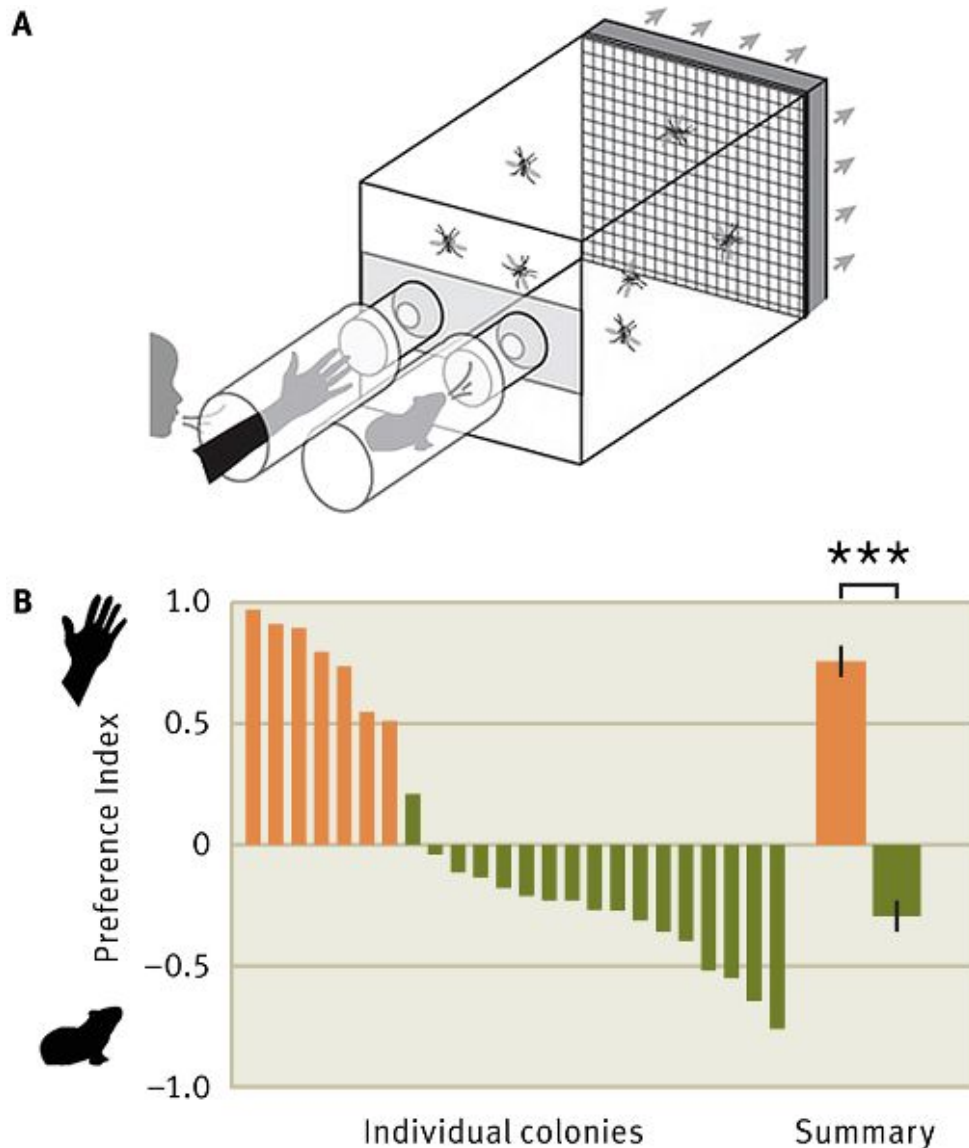 A
B
***
1.0
0.5
0
−0.5
−1.0
Preference Index
Individual colonies
Summary